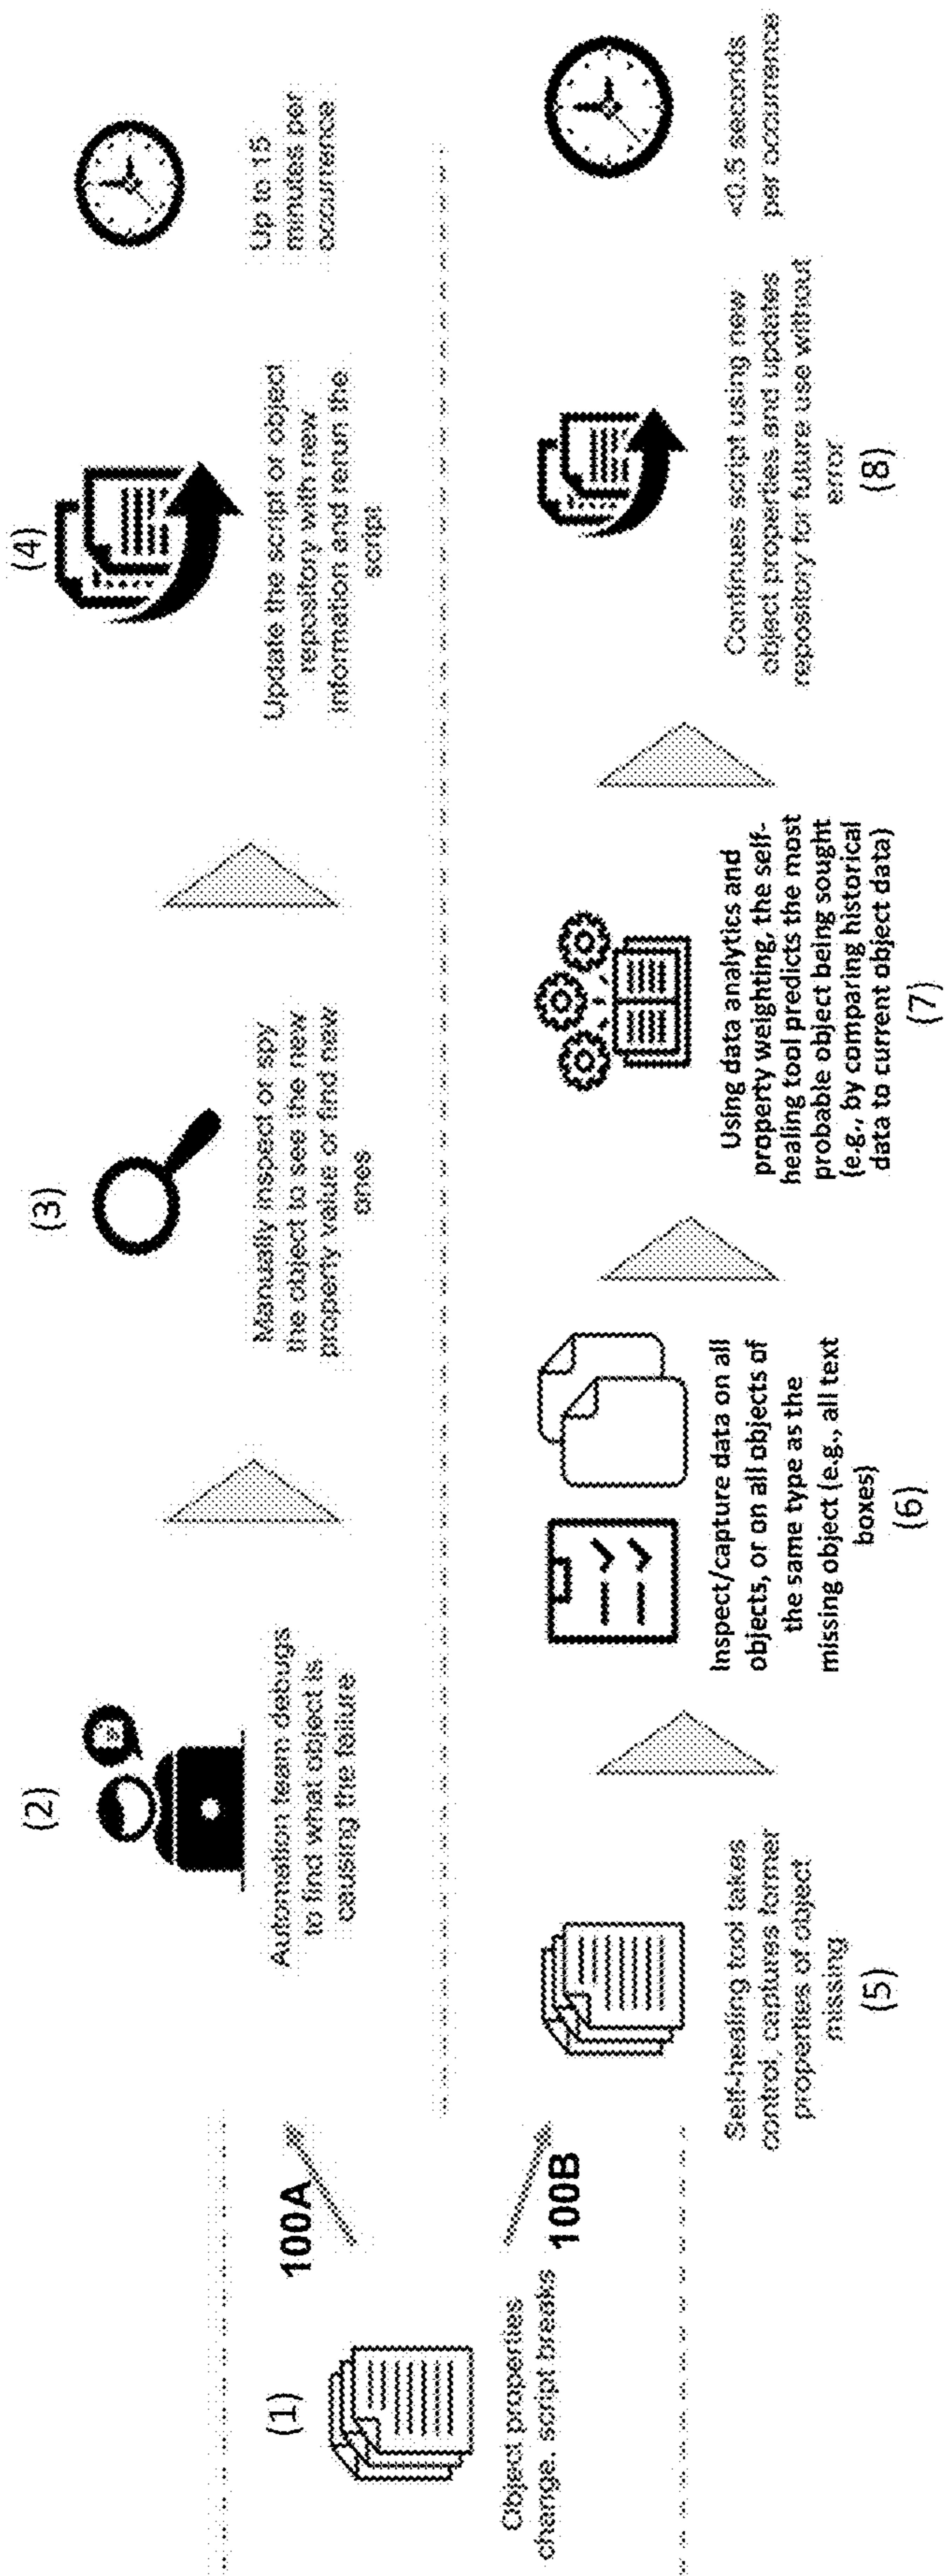 (1)
Object properties
change. script breaks
100A
100B
(2)
Automation team debugs
to find what object is
causing the failure
(3)
Manually inspect or spy
the object to see the new
property value or find new
ones
(4)
Update the script or object
repository with new
information and rerun the
script
Up to 15
minutes per
occurrence
Self-healing tool takes
control, captures former
properties of object
missing
(5)
Inspect/capture data on all
objects, or on all objects of
the same type as the
missing object (e.g., all text
boxes)
(6)
Using data analytics and
property weighting, the self-
healing tool predicts the most
probable object being sought
(e.g., by comparing historical
data to current object data)
(7)
Continues script using new
object properties and updates
repository for future use without
error
(8)
<0.5 seconds
per occurrence